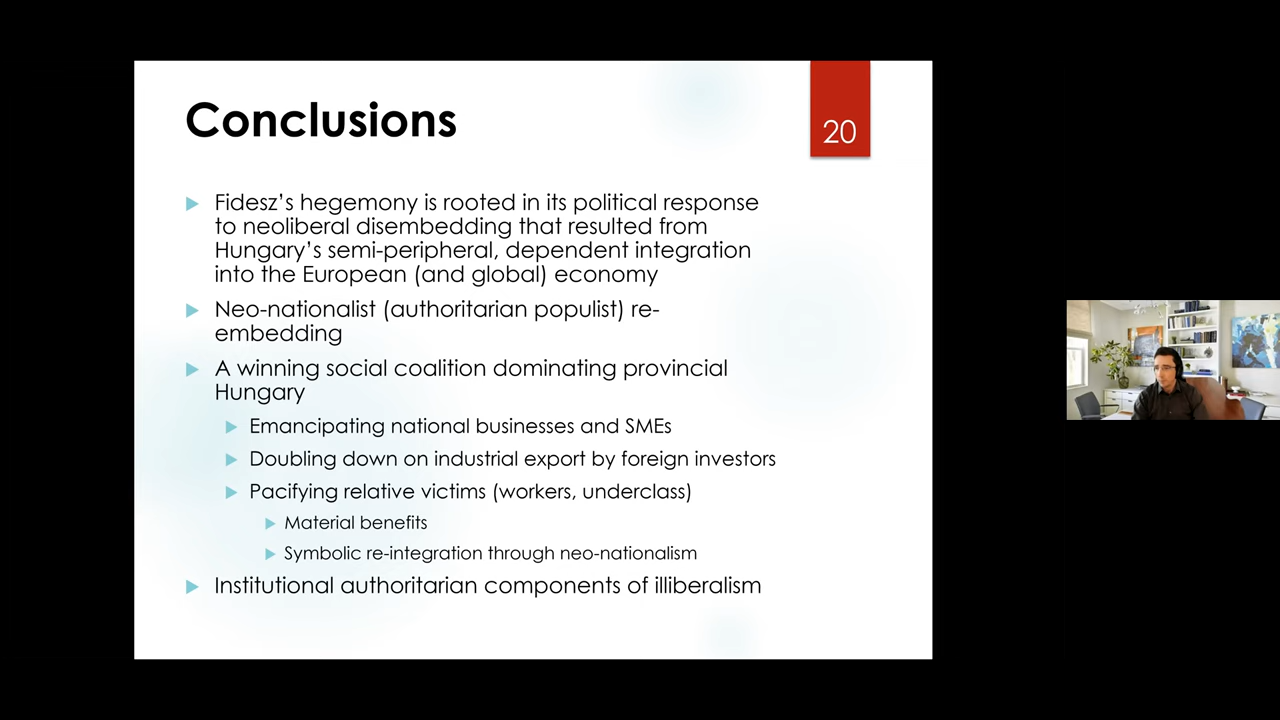 Conclusions
20
Fidesz’s hegemony is rooted in its political response
to neoliberal disembedding that resulted from
Hungary’s semi-peripheral, dependent integration
into the European (and global) economy
Neo-nationalist (authoritarian populist) re-
embedding
A winning social coalition dominating provincial
Hungary
Emancipating national businesses and SMEs
Doubling down on industrial export by foreign investors
Pacifying relative victims (workers, underclass)
Material benefits
Symbolic re-integration through neo-nationalism
Institutional authoritarian components of illiberalism